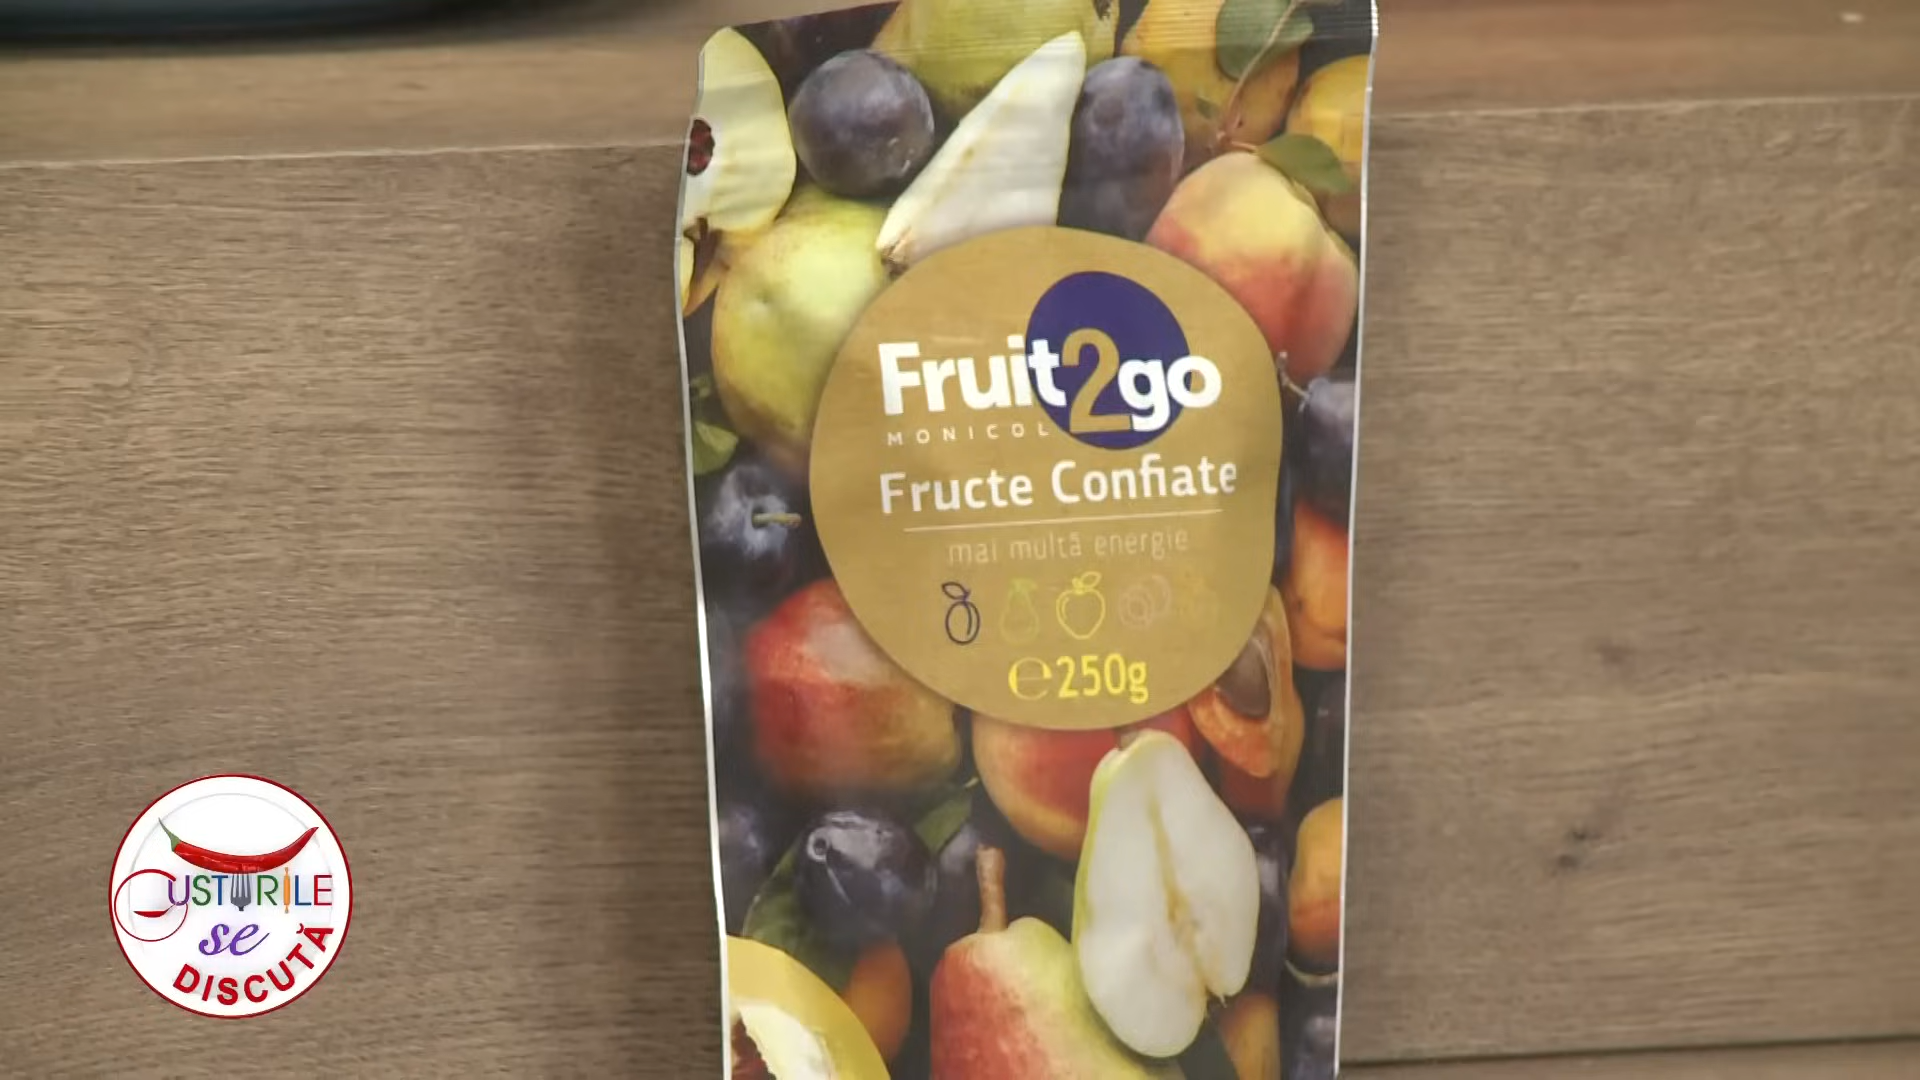 Fruit2go
MONICOL
Fructe Confiate
mai multă energie
℮250g
GUSTURILE
se
DISCUTĂ